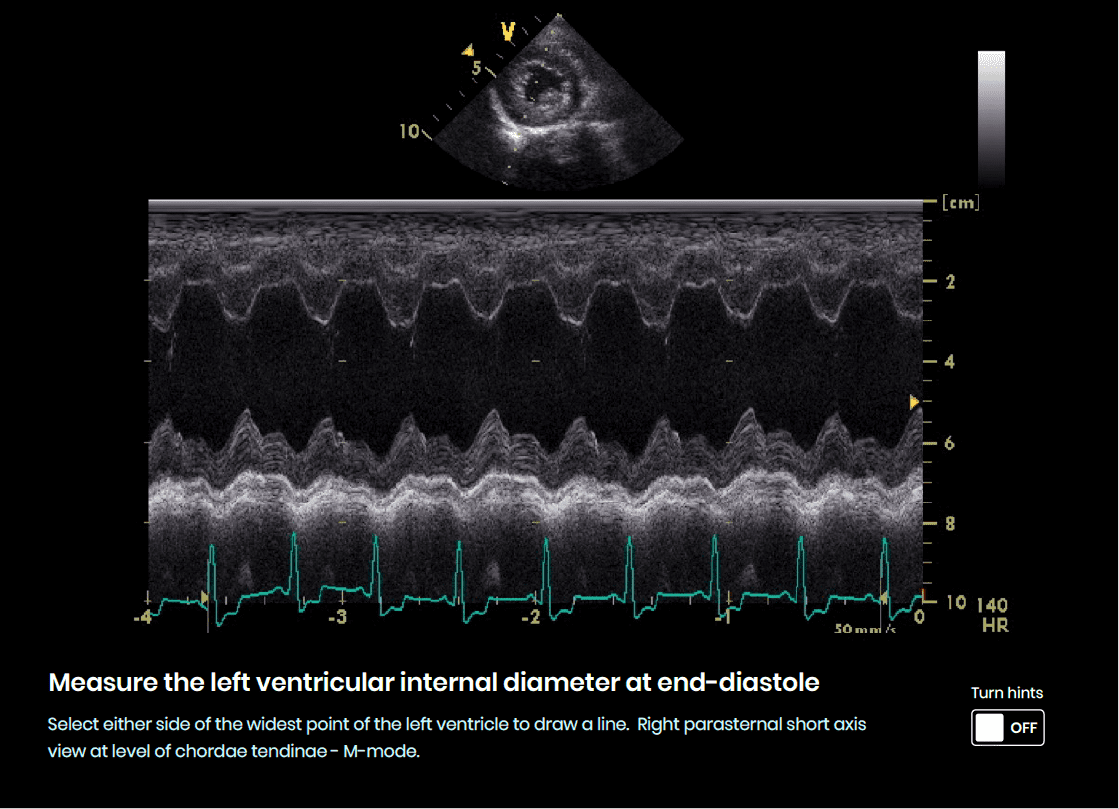 V
5
10
[cm]
2
4
6
8
10 140
-4 -3 -2 -1 0 HR
50 mm/s
Measure the left ventricular internal diameter at end-diastole
Turn hints
Select either side of the widest point of the left ventricle to draw a line. Right parasternal short axis
OFF
view at level of chordae tendinae - M-mode.